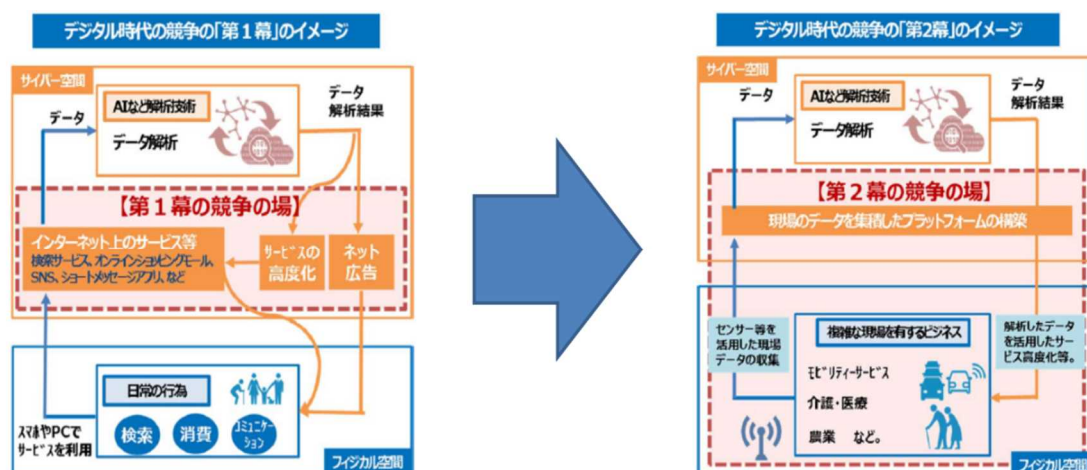 デジタル時代の競争の「第１幕」のイメージ
サイバー空間
データ
AIなど解析技術
データ解析
データ
解析結果
【第１幕の競争の場】
インターネット上のサービス等
検索サービス、オンラインショッピングモール、
SNS、ショートメッセージアプリ、など
サービスの
高度化
ネット
広告
日常の行為
スマホやPCで
サービスを利用
検索
消費
コミュニケー
ション
フィジカル空間
デジタル時代の競争の「第2幕」のイメージ
サイバー空間
データ
AIなど解析技術
データ解析
データ
解析結果
【第２幕の競争の場】
現場のデータを集積したプラットフォームの構築
センサー等を
活用した現場
データの収集
複雑な現場を有するビジネス
モビリティーサービス
介護・医療
農業　など。
解析したデータ
を活用したサー
ビス高度化等。
フィジカル空間